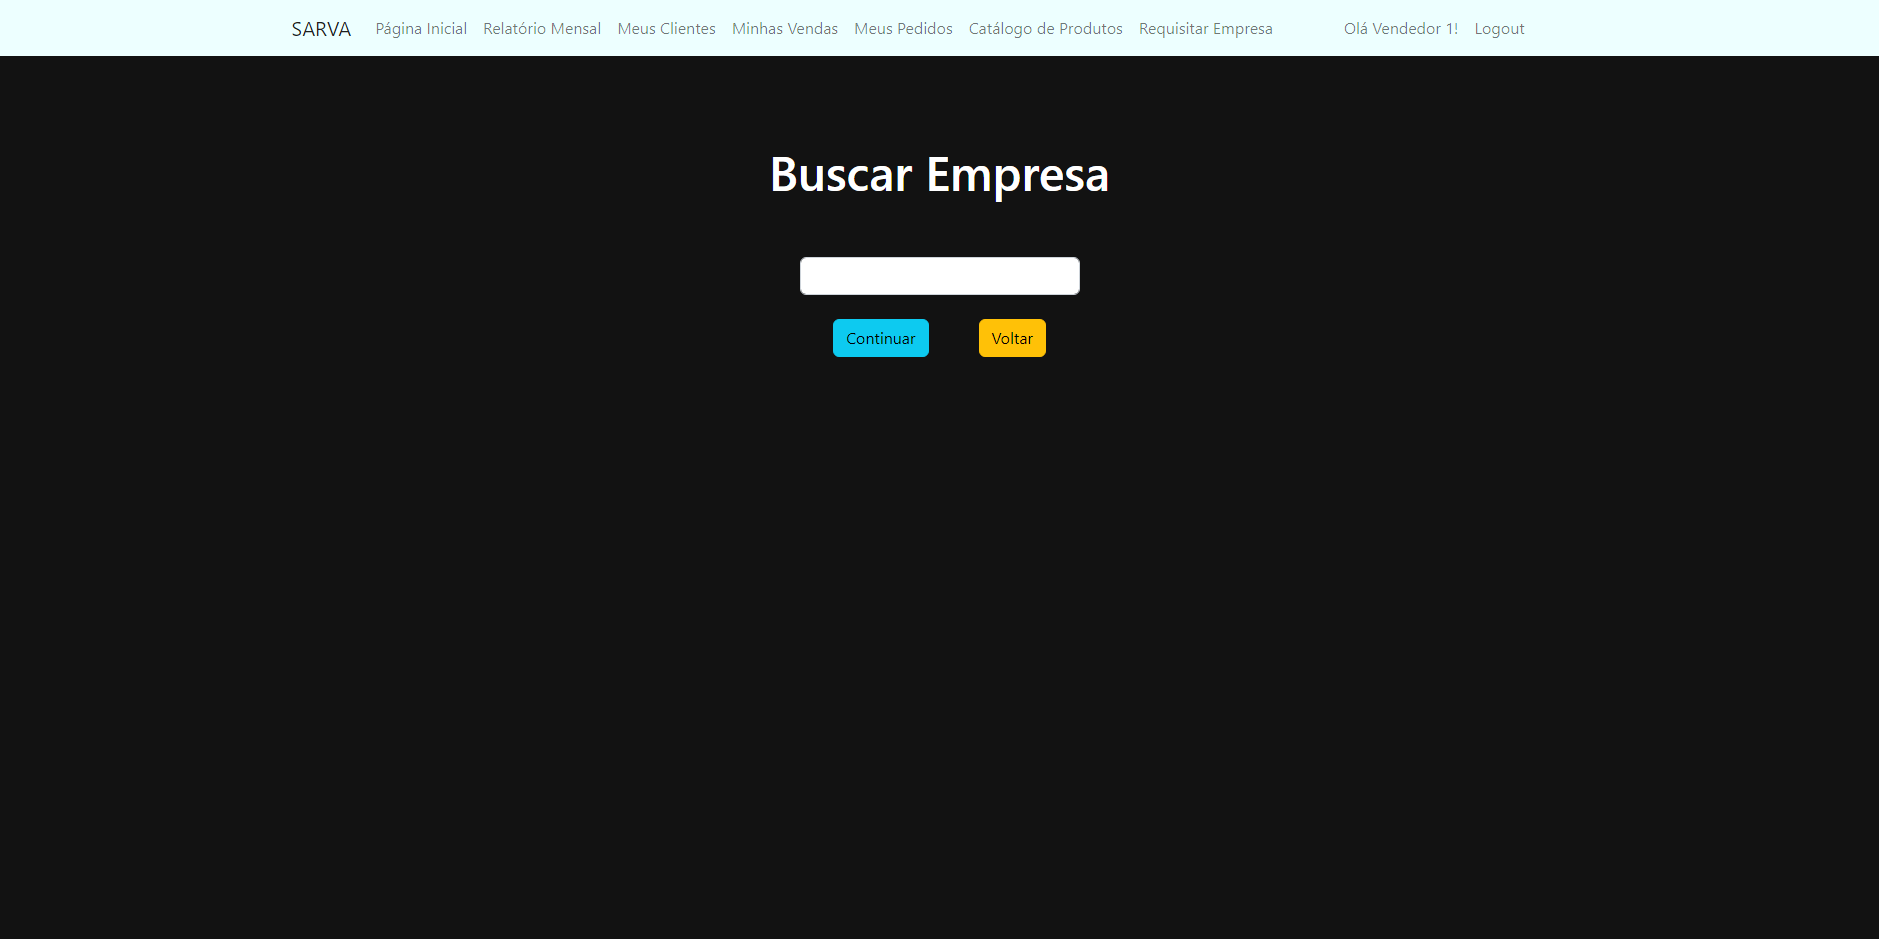 SARVA Página Inicial Relatório Mensal Meus Clientes Minhas Vendas Meus Pedidos Catálogo de Produtos Requisitar Empresa Olá Vendedor 1! Logout
Buscar Empresa
Continuar Voltar